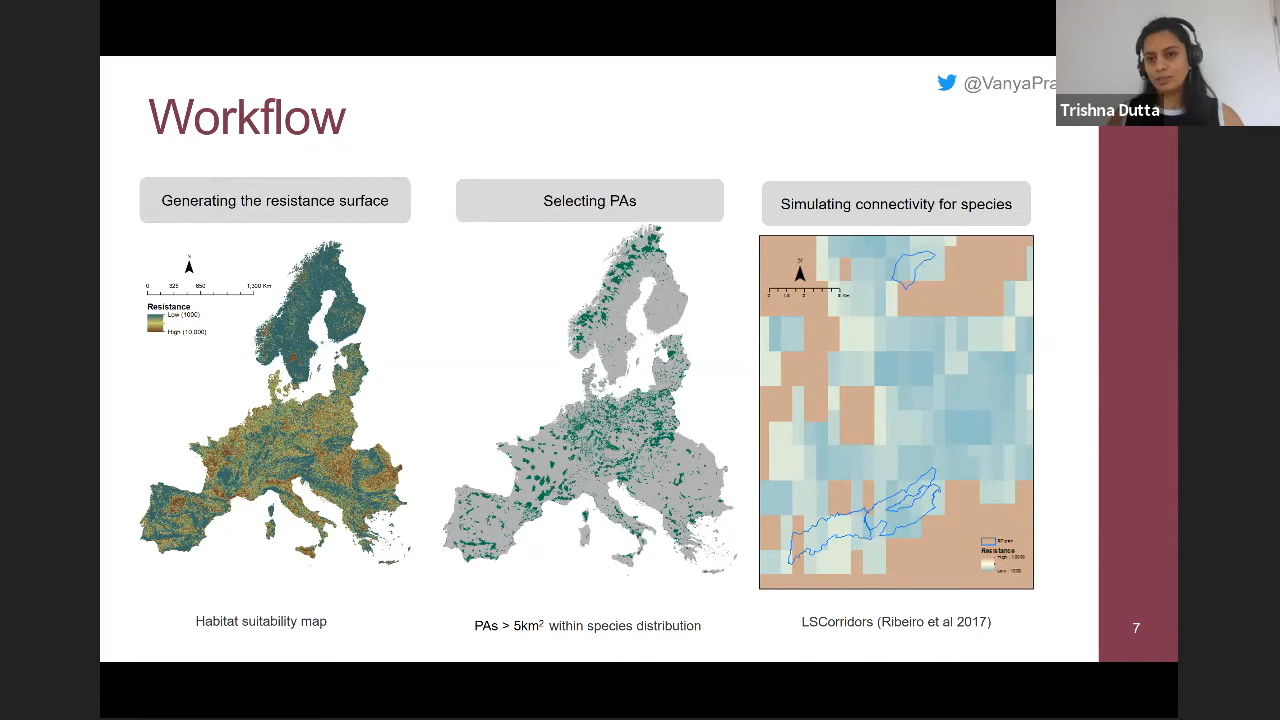 @VanyaPra
Trishna Dutta
Workflow
Generating the resistance surface
Selecting PAs
Simulating connectivity for species
N
0 325 650 1,300 Km
Resistance
Low (1000)
High (10,000)
N
Resistance
Habitat suitability map
PAs > 5km² within species distribution
LSCorridors (Ribeiro et al 2017)
7